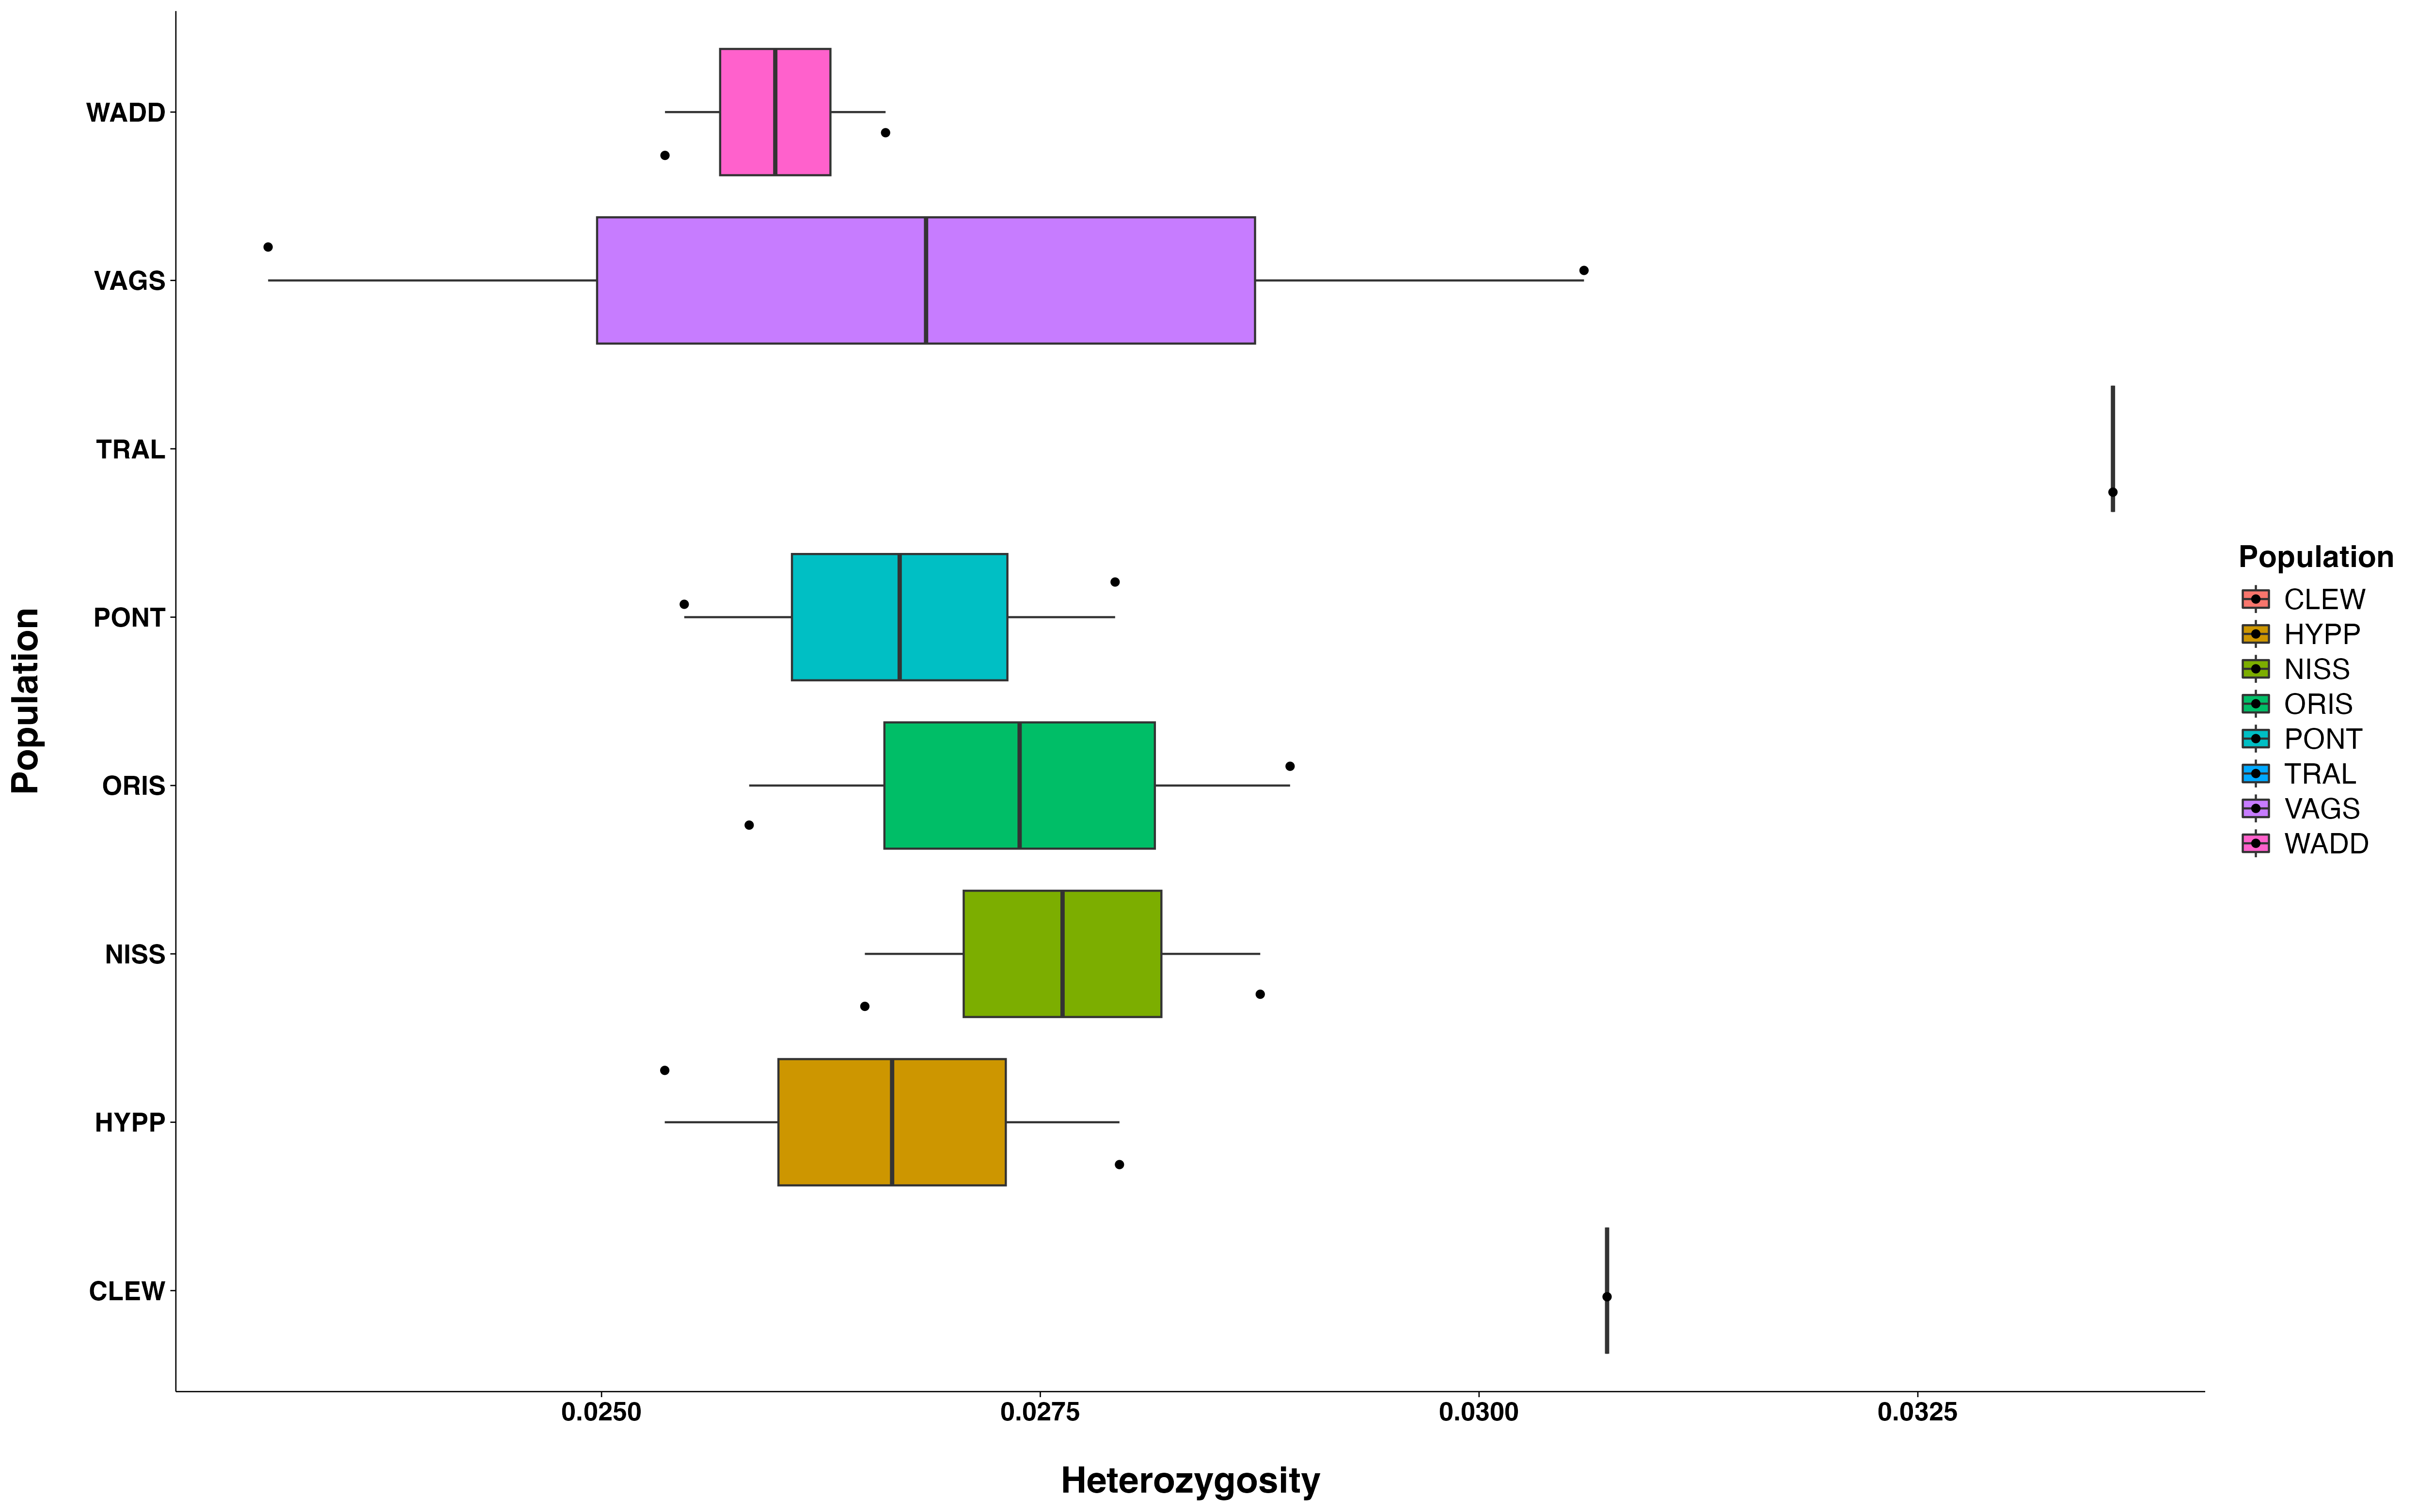 WADD
VAGS
TRAL
PONT
ORIS
NISS
HYPP
CLEW
Population
0.0250 0.0275 0.0300 0.0325
Heterozygosity
Population
CLEW
HYPP
NISS
ORIS
PONT
TRAL
VAGS
WADD